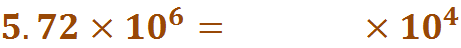 5.72 × 10⁶ = × 10⁴